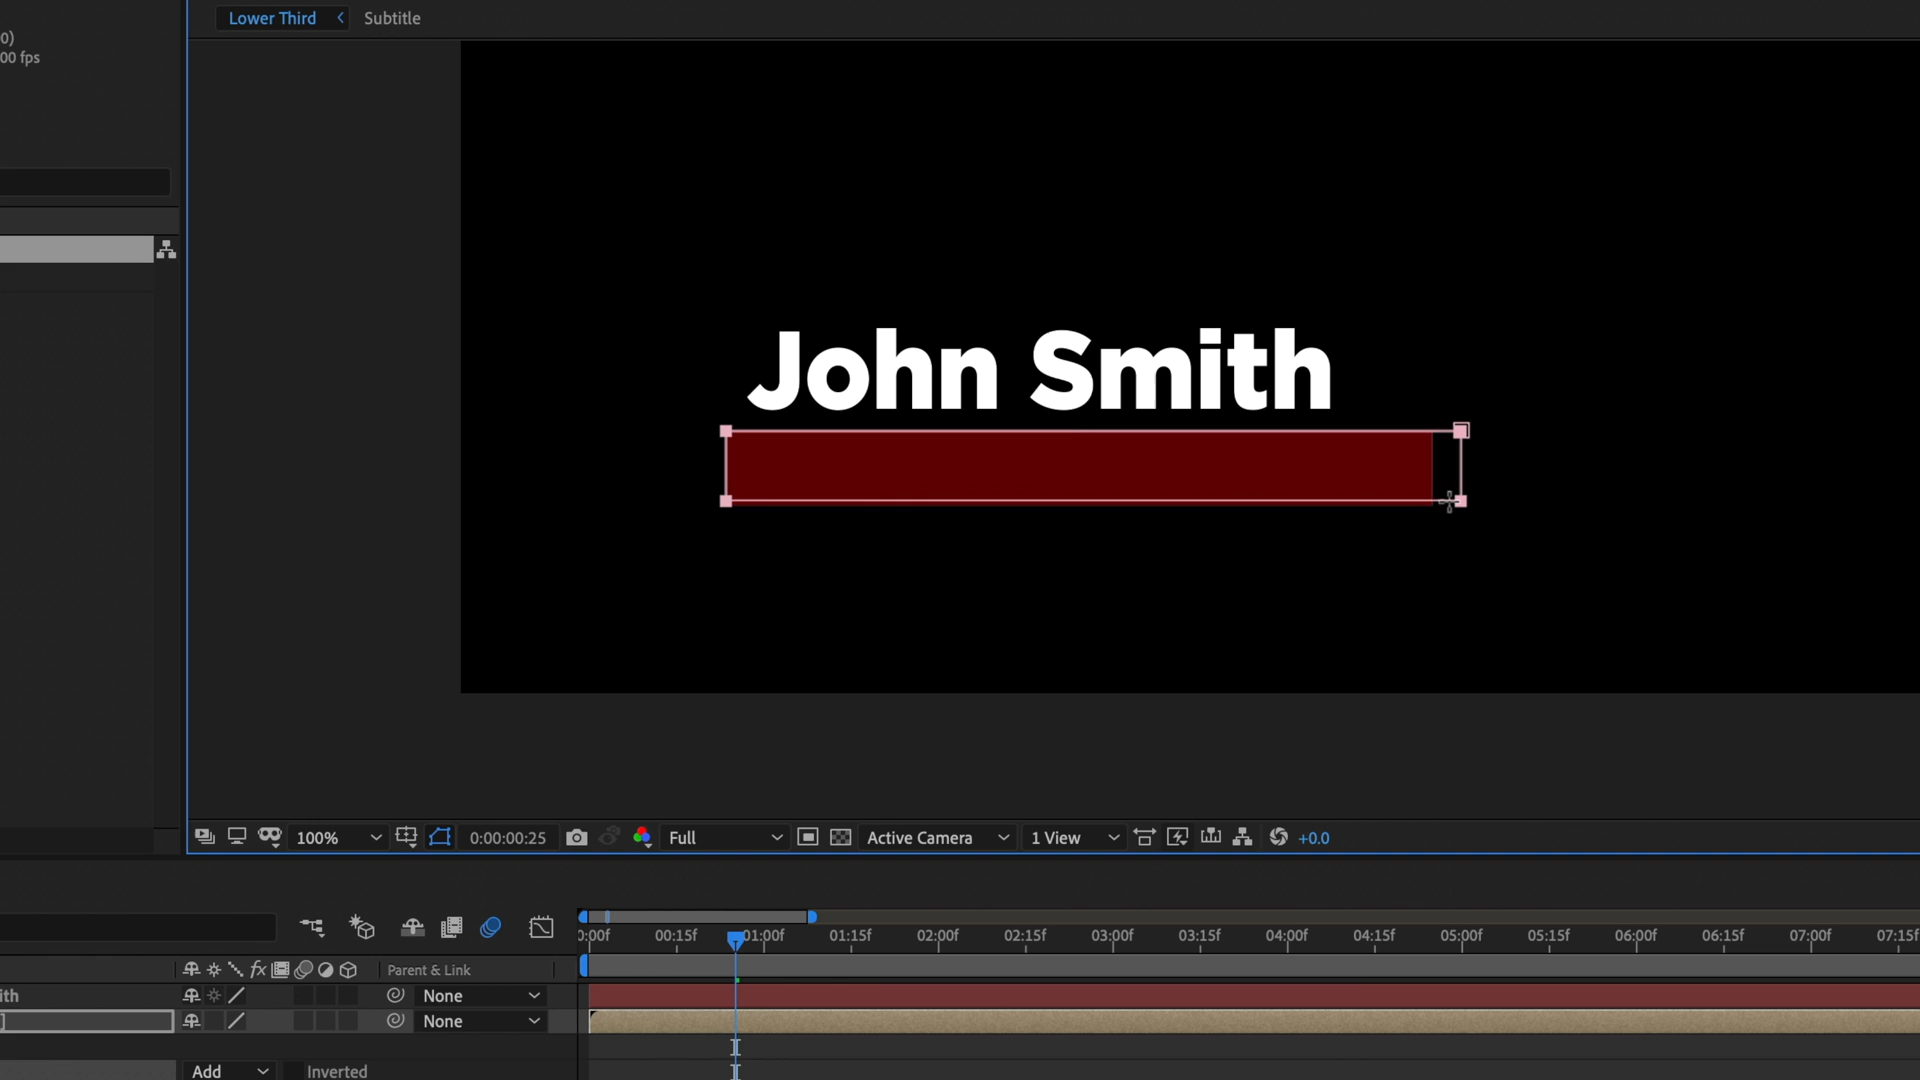 Lower Third Subtitle
0)
00 fps
John Smith
100% 0:00:00:25 Full Active Camera 1 View +0.0
0:00f 00:15f 01:00f 01:15f 02:00f 02:15f 03:00f 03:15f 04:00f 04:15f 05:00f 05:15f 06:00f 06:15f 07:00f 07:15f
fx Parent & Link
ith None
] None
Add Inverted